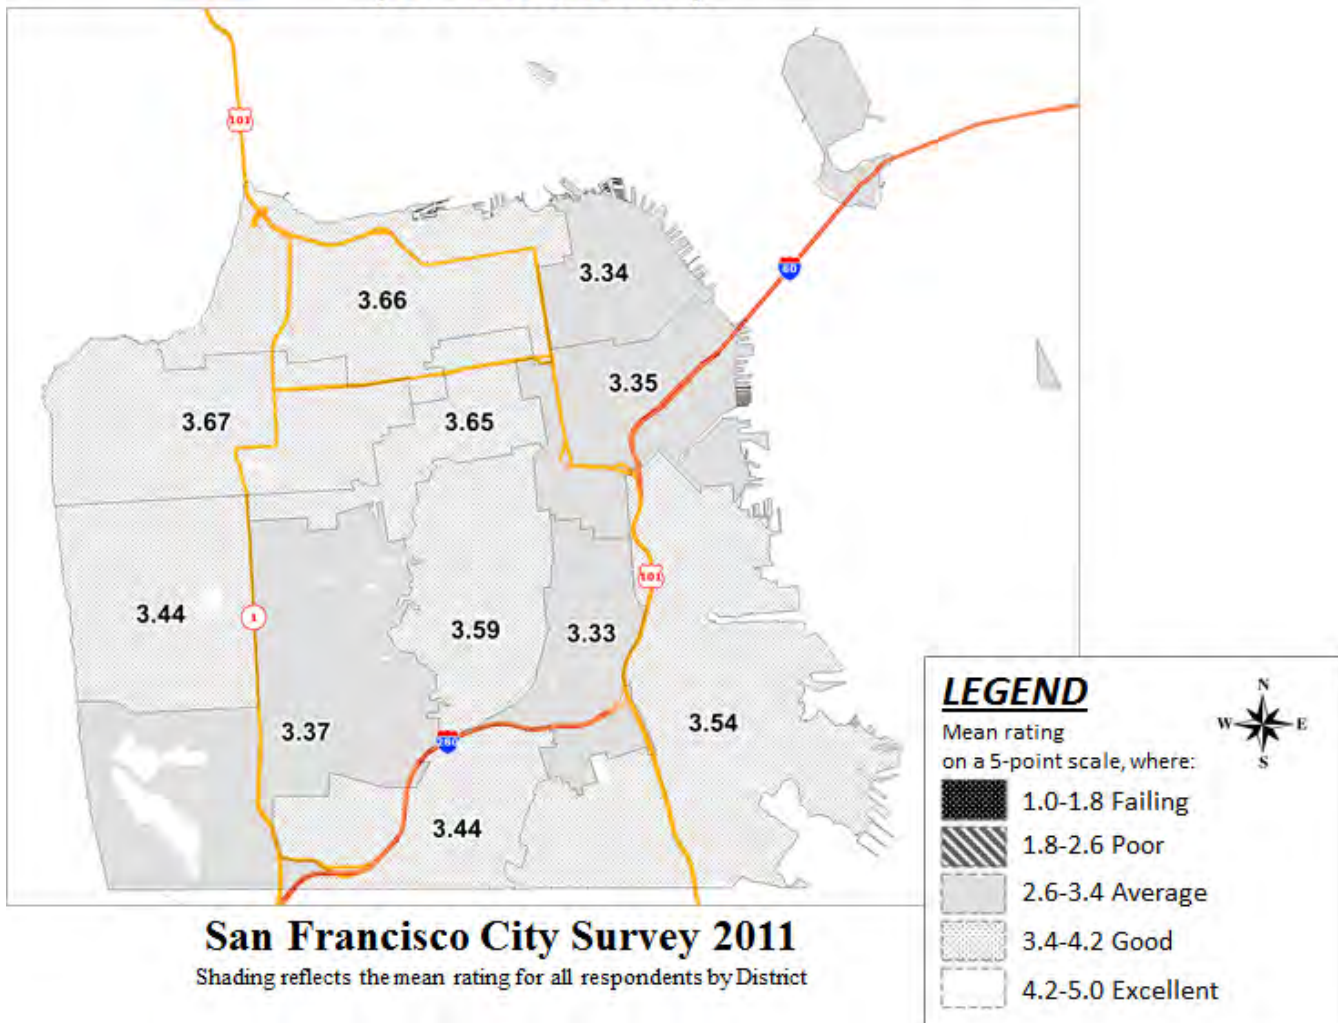 101
3.34
60
3.66
3.35
3.67
3.65
101
3.44
1
3.59
3.33
3.37
280
3.54
3.44
LEGEND
N
W E
S
Mean rating
on a 5-point scale, where:
1.0-1.8 Failing
1.8-2.6 Poor
2.6-3.4 Average
3.4-4.2 Good
4.2-5.0 Excellent
San Francisco City Survey 2011
Shading reflects the mean rating for all respondents by District